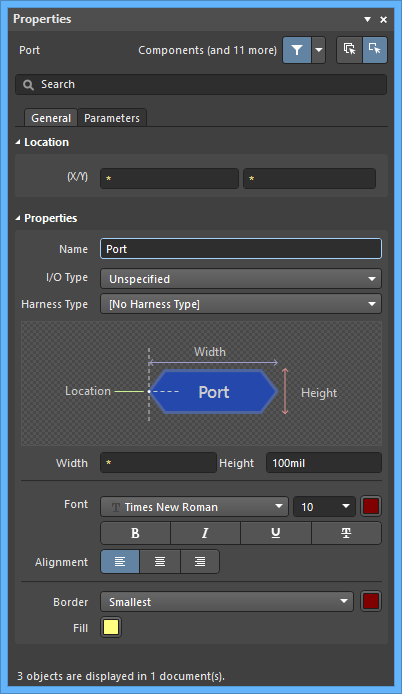 Properties
Port Components (and 11 more)
Search
General Parameters
Location
(X/Y) * *
Properties
Name Port
I/O Type Unspecified
Harness Type [No Harness Type]
Width
Location Port Height
Width * Height 100mil
Font T Times New Roman 10
B I U T
Alignment
Border Smallest
Fill
3 objects are displayed in 1 document(s).